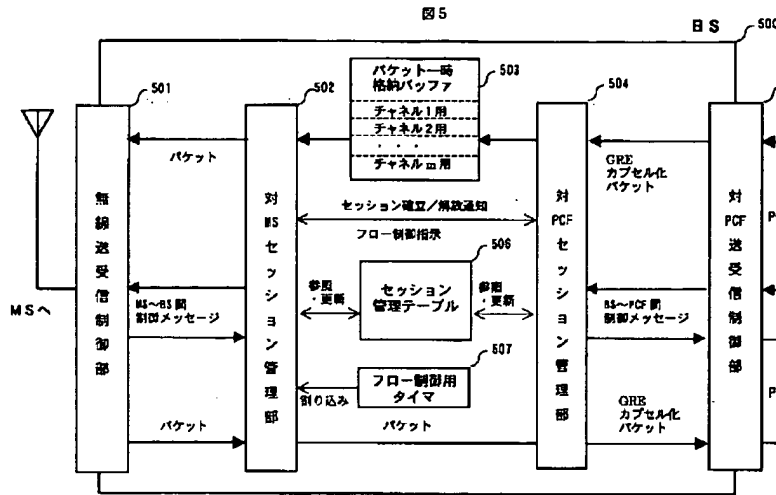 図5
BS
500
501
無線送受信制御部
502
対MSセッション管理部
503
パケット一時
格納バッファ
チャネル1用
チャネル2用
・・・
チャネルm用
504
対PCFセッション管理部
対PCF送受信制御部
パケット
GRE
カプセル化
パケット
セッション確立/解放通知
フロー制御指示
506
セッション
管理テーブル
参照
・更新
参照
・更新
MSへ
MS~BS間
制御メッセージ
BS~PCF間
制御メッセージ
507
フロー制御用
タイマ
割り込み
パケット
パケット
GRE
カプセル化
パケット